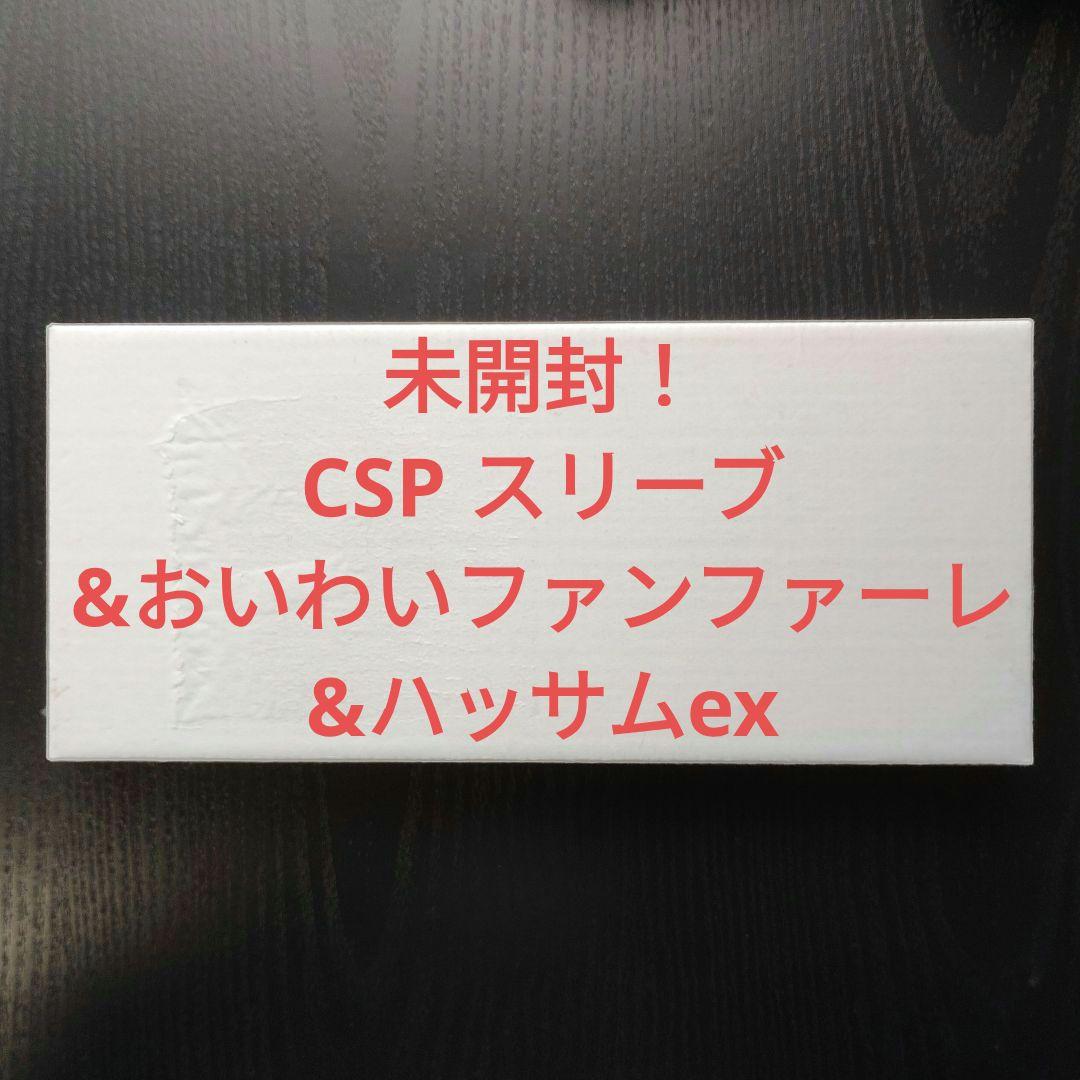 未開封！
CSP スリーブ
&おいわいファンファーレ
&ハッサムex